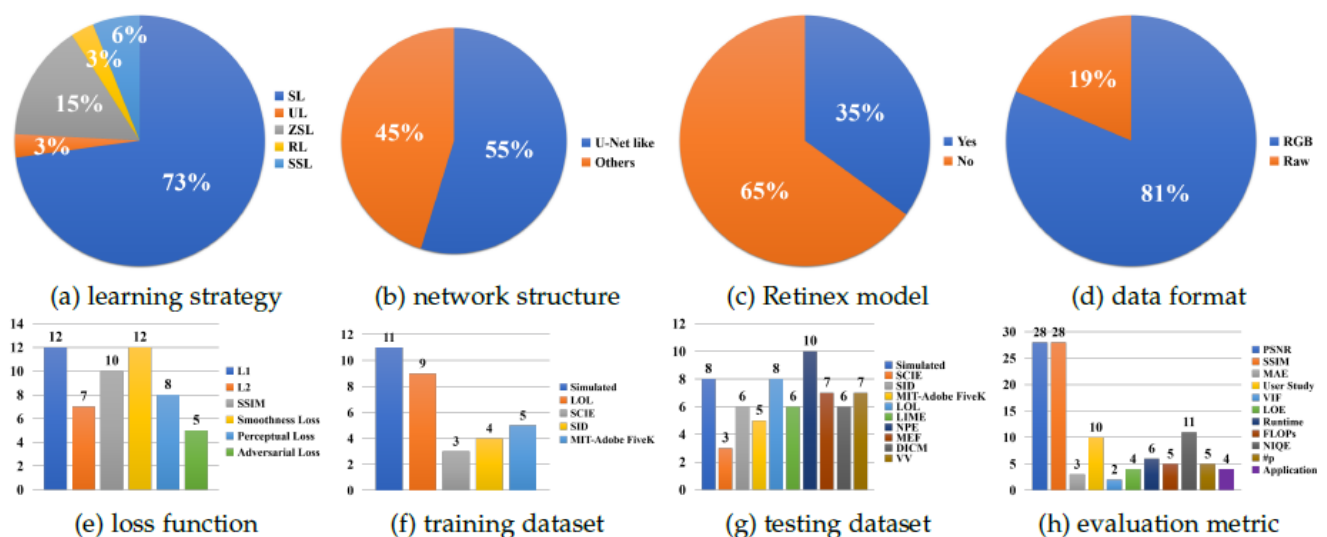 6%
3%
15%
3%
73%
SL
UL
ZSL
RL
SSL
(a) learning strategy
45%
55%
U-Net like
Others
(b) network structure
35%
65%
Yes
No
(c) Retinex model
19%
81%
RGB
Raw
(d) data format
14
12
10
8
6
4
2
0
12
7
10
12
8
5
L1
L2
SSIM
Smoothness Loss
Perceptual Loss
Adversarial Loss
(e) loss function
12
10
8
6
4
2
0
11
9
3
4
5
Simulated
LOL
SCIE
SID
MIT-Adobe FiveK
(f) training dataset
12
10
8
6
4
2
0
8
3
6
5
8
6
10
7
6
7
Simulated
SCIE
SID
MIT-Adobe FiveK
LOL
LIME
NPE
MEF
DICM
VV
(g) testing dataset
30
25
20
15
10
5
0
28
28
3
10
2
4
6
5
11
5
4
PSNR
SSIM
MAE
User Study
VIF
LOE
Runtime
FLOPs
NIQE
#p
Application
(h) evaluation metric